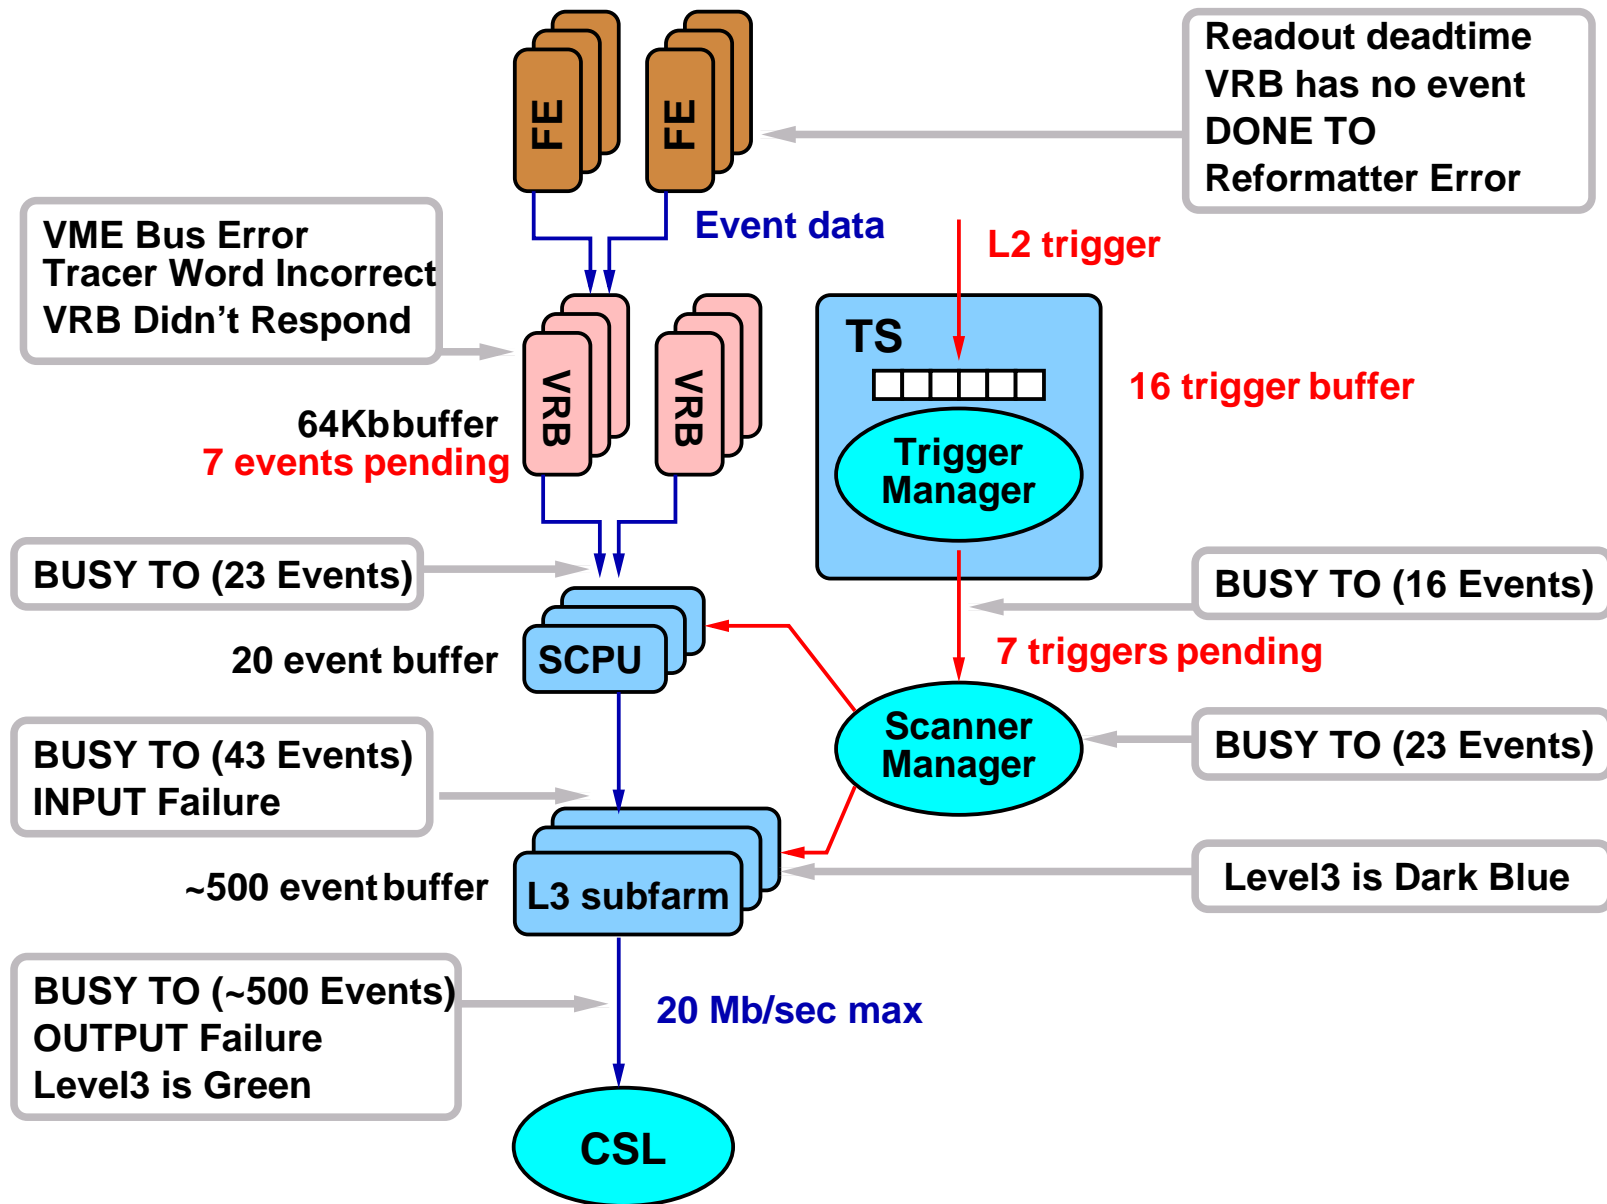 FE
FE
Readout deadtime
VRB has no event
DONE TO
Reformatter Error
Event data
L2 trigger
VME Bus Error
Tracer Word Incorrect
VRB Didn't Respond
VRB
VRB
TS
16 trigger buffer
64Kb buffer
7 events pending
Trigger
Manager
BUSY TO (23 Events)
BUSY TO (16 Events)
20 event buffer
SCPU
7 triggers pending
Scanner
Manager
BUSY TO (23 Events)
BUSY TO (43 Events)
INPUT Failure
~500 event buffer
L3 subfarm
Level3 is Dark Blue
BUSY TO (~500 Events)
OUTPUT Failure
Level3 is Green
20 Mb/sec max
CSL